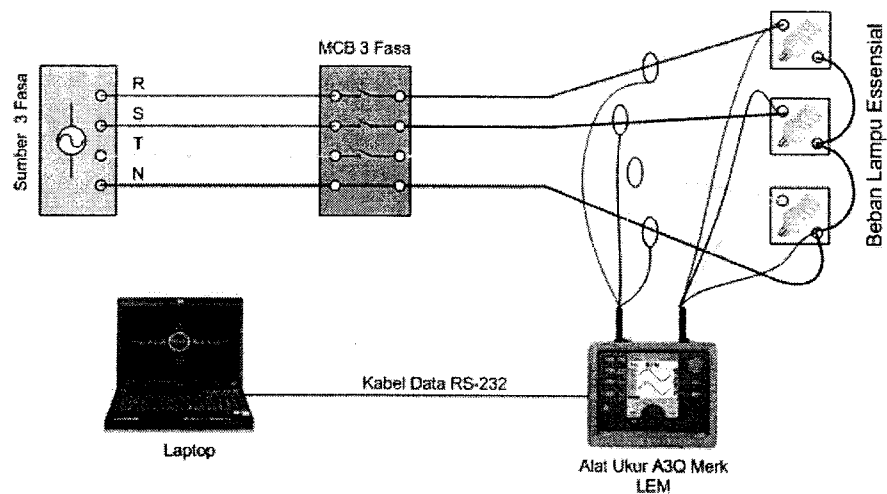 MCB 3 Fasa
Sumber 3 Fasa
R
S
T
N
Beban Lampu Essensial
Kabel Data RS-232
Laptop
Alat Ukur A3Q Merk
LEM